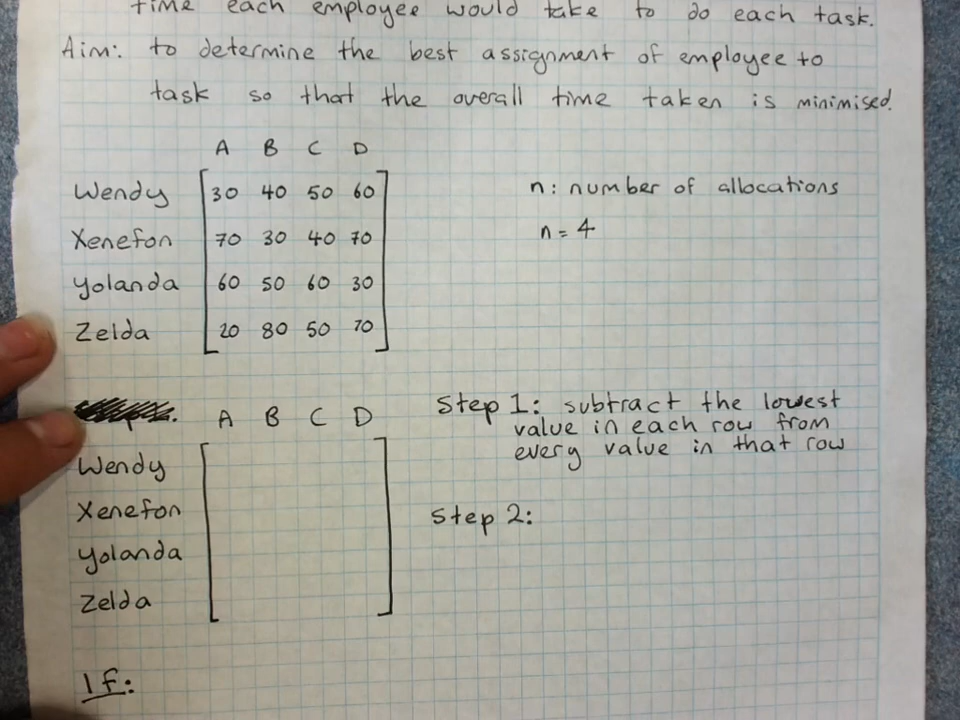 time each employee would take to do each task.
Aim: to determine the best assignment of employee to
task so that the overall time taken is minimised.
A B C D
Wendy 30 40 50 60
n: number of allocations
Xenefon 70 30 40 70
n = 4
Yolanda 60 50 60 30
Zelda 20 80 50 70
A B C D
Step 1: subtract the lowest
value in each row from
every value in that row
Wendy
Xenefon
Step 2:
Yolanda
Zelda
If: